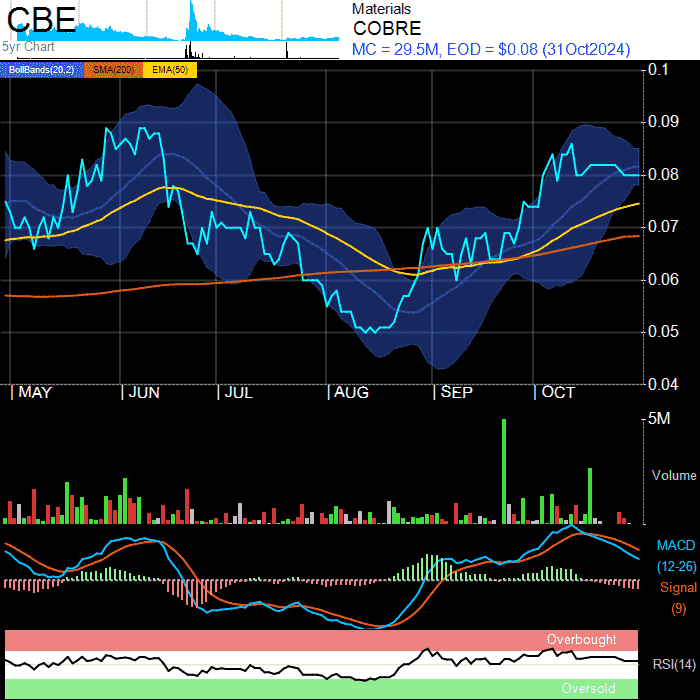 CBE
5yr Chart
Materials
COBRE
MC = 29.5M, EOD = $0.08 (31Oct2024)
BollBands(20,2) SMA(200) EMA(50)
0.1
0.09
0.08
0.07
0.06
0.05
0.04
MAY JUN JUL AUG SEP OCT
5M
Volume
MACD
(12-26)
Signal
(9)
Overbought
RSI(14)
Oversold